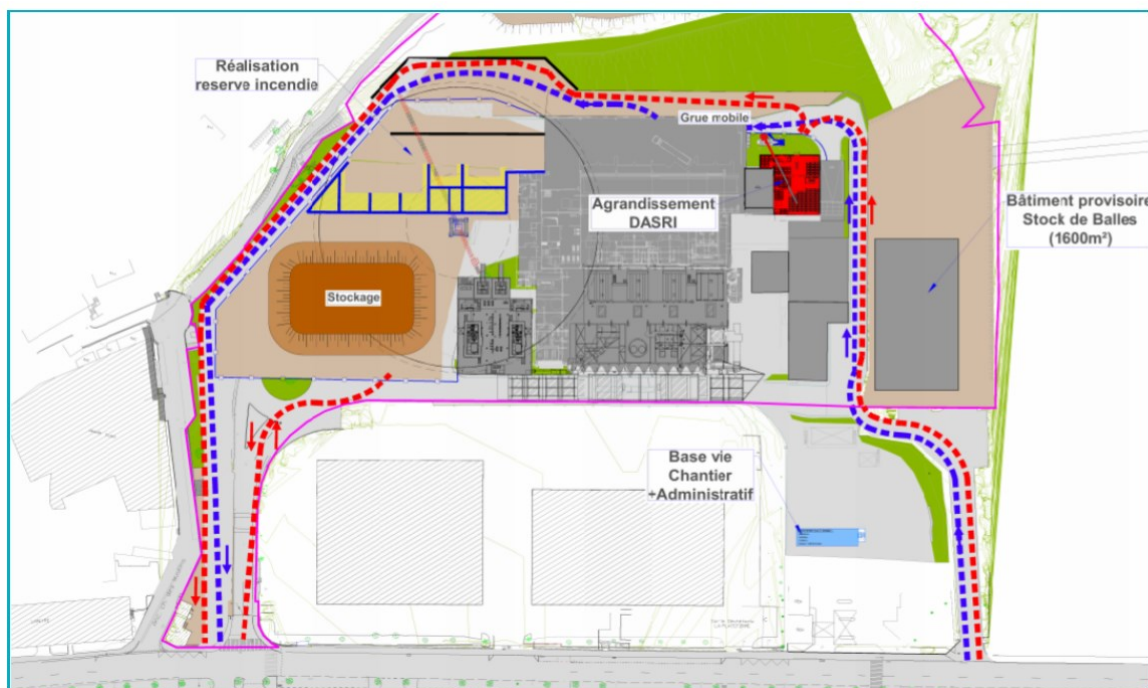 Réalisation
reserve incendie
Grue mobile
Agrandissement
DASRI
Bâtiment provisoire
Stock de Balles
(1600m²)
Stockage
Base vie
Chantier
+Administratif